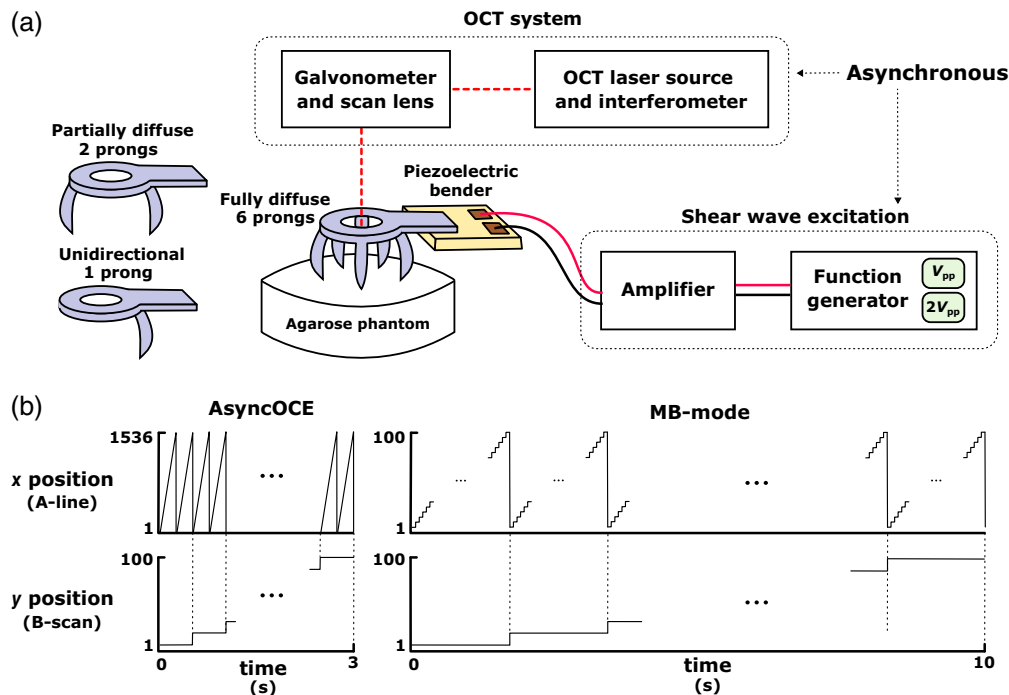 (a)
OCT system
Galvonometer
and scan lens
OCT laser source
and interferometer
Asynchronous
Partially diffuse
2 prongs
Fully diffuse
6 prongs
Piezoelectric
bender
Unidirectional
1 prong
Agarose phantom
Shear wave excitation
Amplifier
Function
generator
Vpp
2Vpp
(b)
AsyncOCE
MB-mode
x position
(A-line)
1536
1
...
100
1
...
...
...
...
y position
(B-scan)
100
1
...
...
0
3
time
(s)
0
10
time
(s)